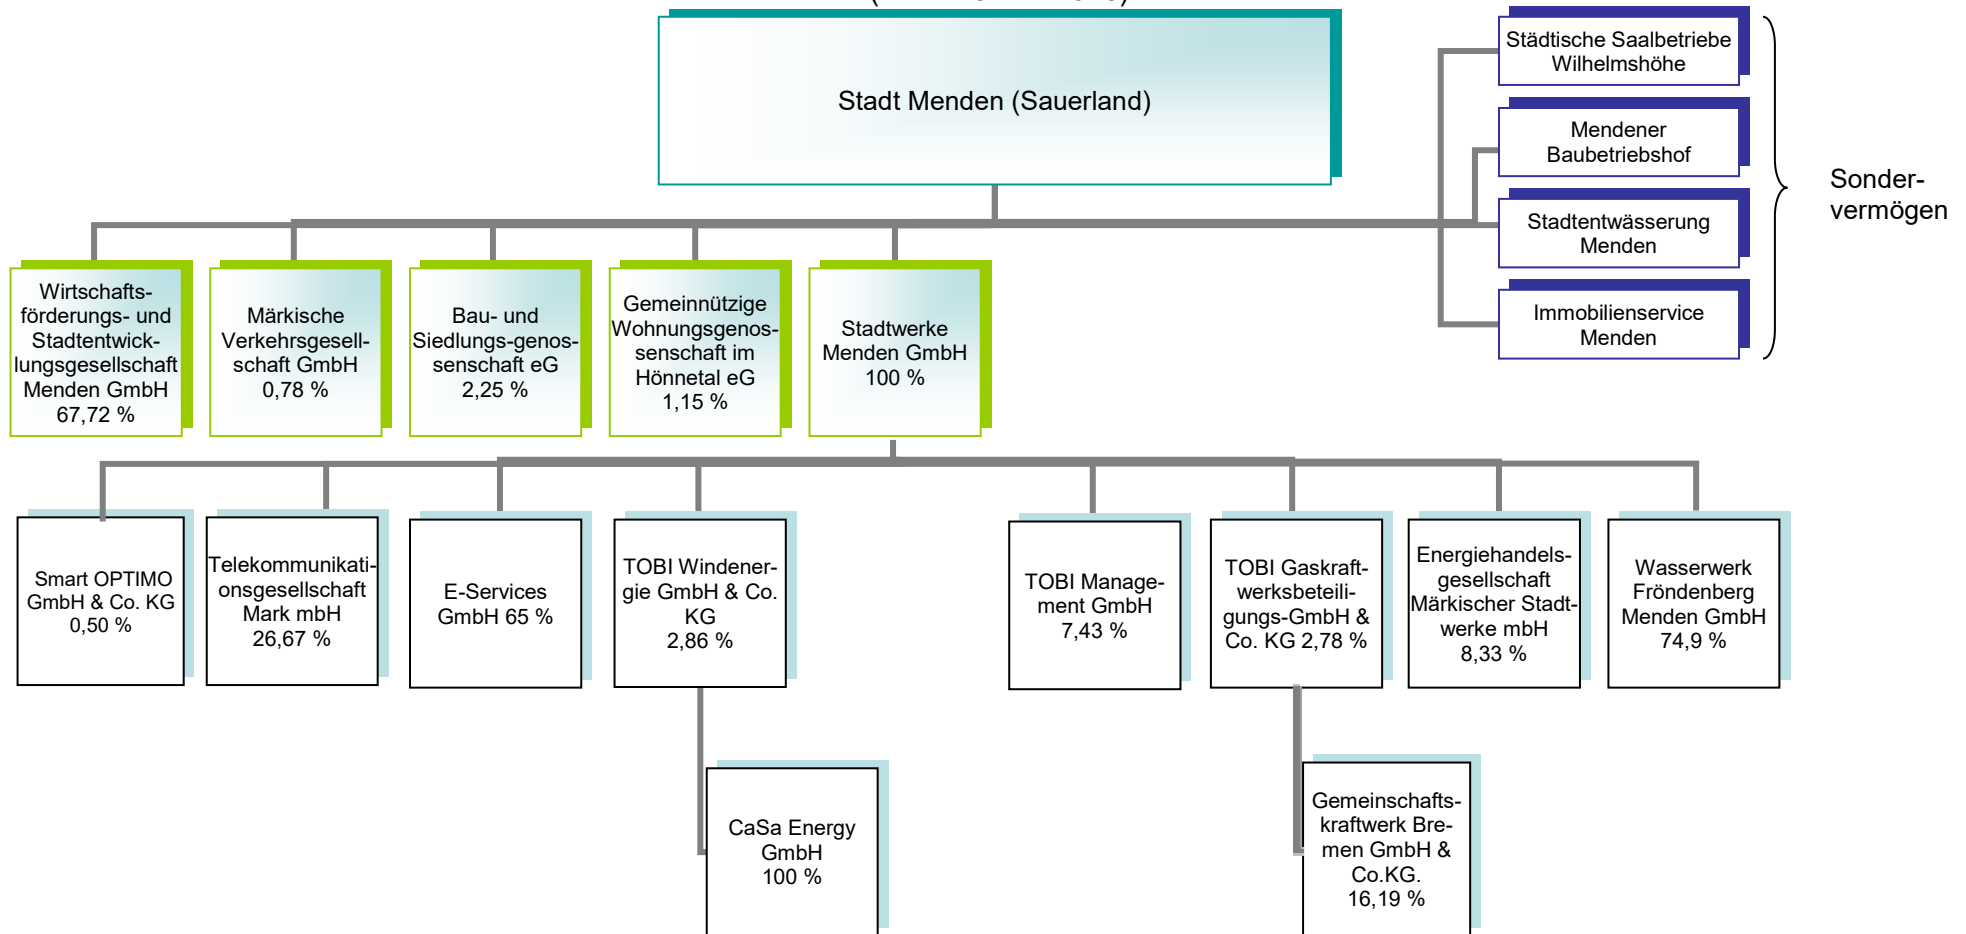 Stadt Menden (Sauerland)
Städtische Saalbetriebe
Wilhelmshöhe
Mendener
Baubetriebshof
Stadtentwässerung
Menden
Immobilienservice
Menden
Sonder-
vermögen
Wirtschafts-
förderungs- und
Stadtentwick-
lungsgesellschaft
Menden GmbH
67,72 %
Märkische
Verkehrsgesell-
schaft GmbH
0,78 %
Bau- und
Siedlungs-genos-
senschaft eG
2,25 %
Gemeinnützige
Wohnungsgenos-
senschaft im
Hönnetal eG
1,15 %
Stadtwerke
Menden GmbH
100 %
Smart OPTIMO
GmbH & Co. KG
0,50 %
Telekommunikati-
onsgesellschaft
Mark mbH
26,67 %
E-Services
GmbH 65 %
TOBI Windener-
gie GmbH & Co.
KG
2,86 %
TOBI Manage-
ment GmbH
7,43 %
TOBI Gaskraft-
werksbeteili-
gungs-GmbH &
Co. KG 2,78 %
Energiehandels-
gesellschaft
Märkischer Stadt-
werke mbH
8,33 %
Wasserwerk
Fröndenberg
Menden GmbH
74,9 %
CaSa Energy
GmbH
100 %
Gemeinschafts-
kraftwerk Bre-
men GmbH &
Co.KG.
16,19 %